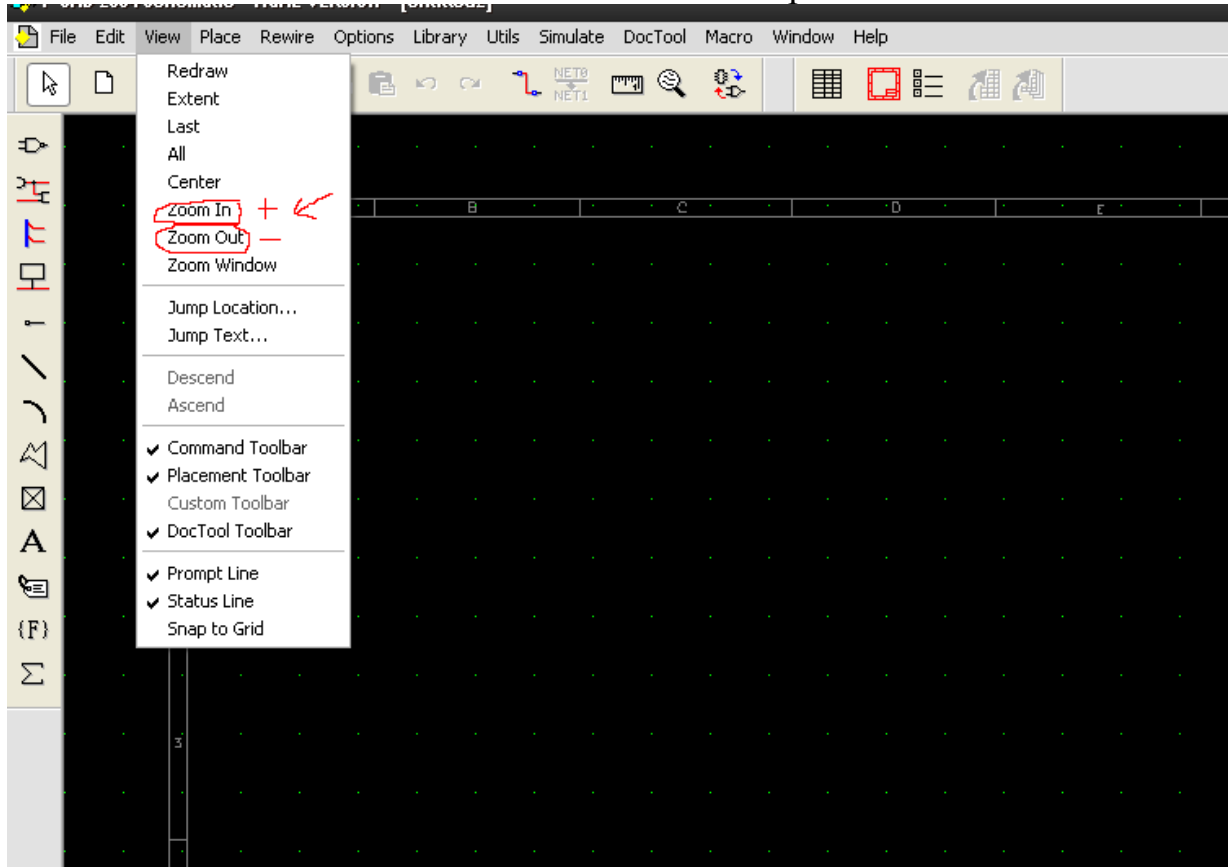 File Edit View Place Rewire Options Library Utils Simulate DocTool Macro Window Help
NET0
NET1
Redraw
Extent
Last
All
Center
Zoom In +
Zoom Out −
Zoom Window
Jump Location...
Jump Text...
Descend
Ascend
Command Toolbar
Placement Toolbar
Custom Toolbar
DocTool Toolbar
Prompt Line
Status Line
Snap to Grid
B C D E
A
{F}
Σ
3